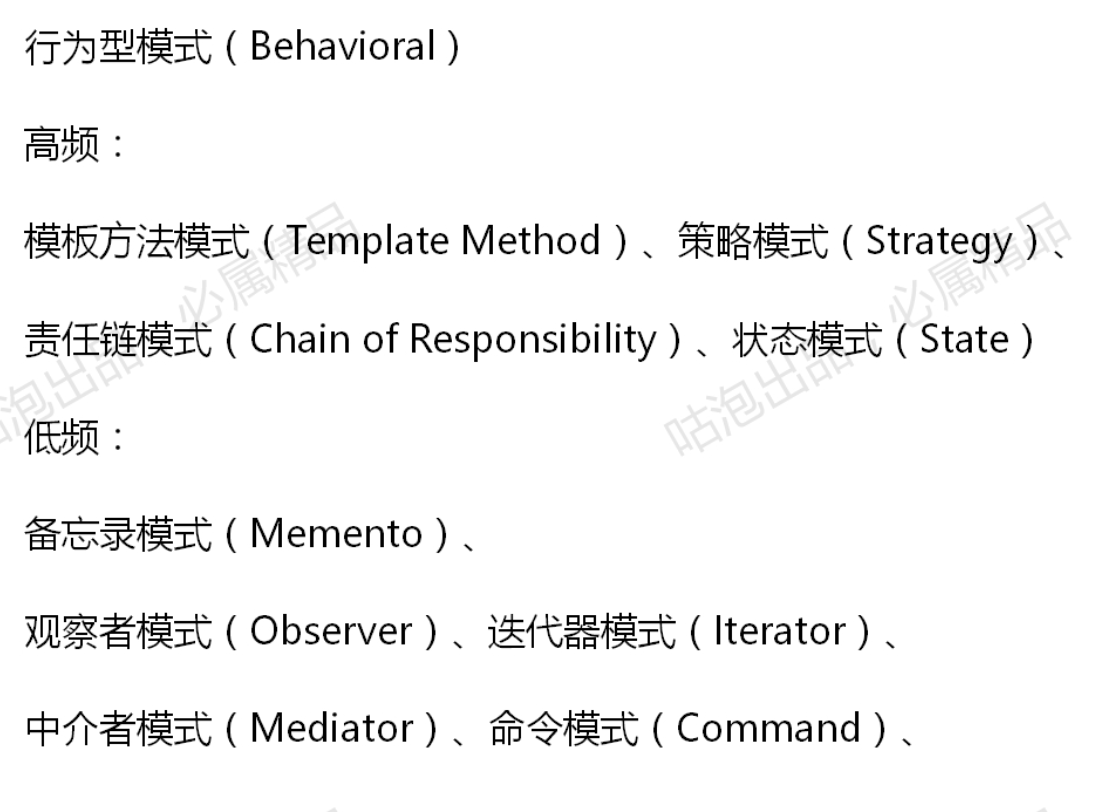 行为型模式（Behavioral）
高频：
模板方法模式（Template Method）、策略模式（Strategy）、
责任链模式（Chain of Responsibility）、状态模式（State）
低频：
备忘录模式（Memento）、
观察者模式（Observer）、迭代器模式（Iterator）、
中介者模式（Mediator）、命令模式（Command）、
咕泡出品 必属精品
泡出品 必属精品